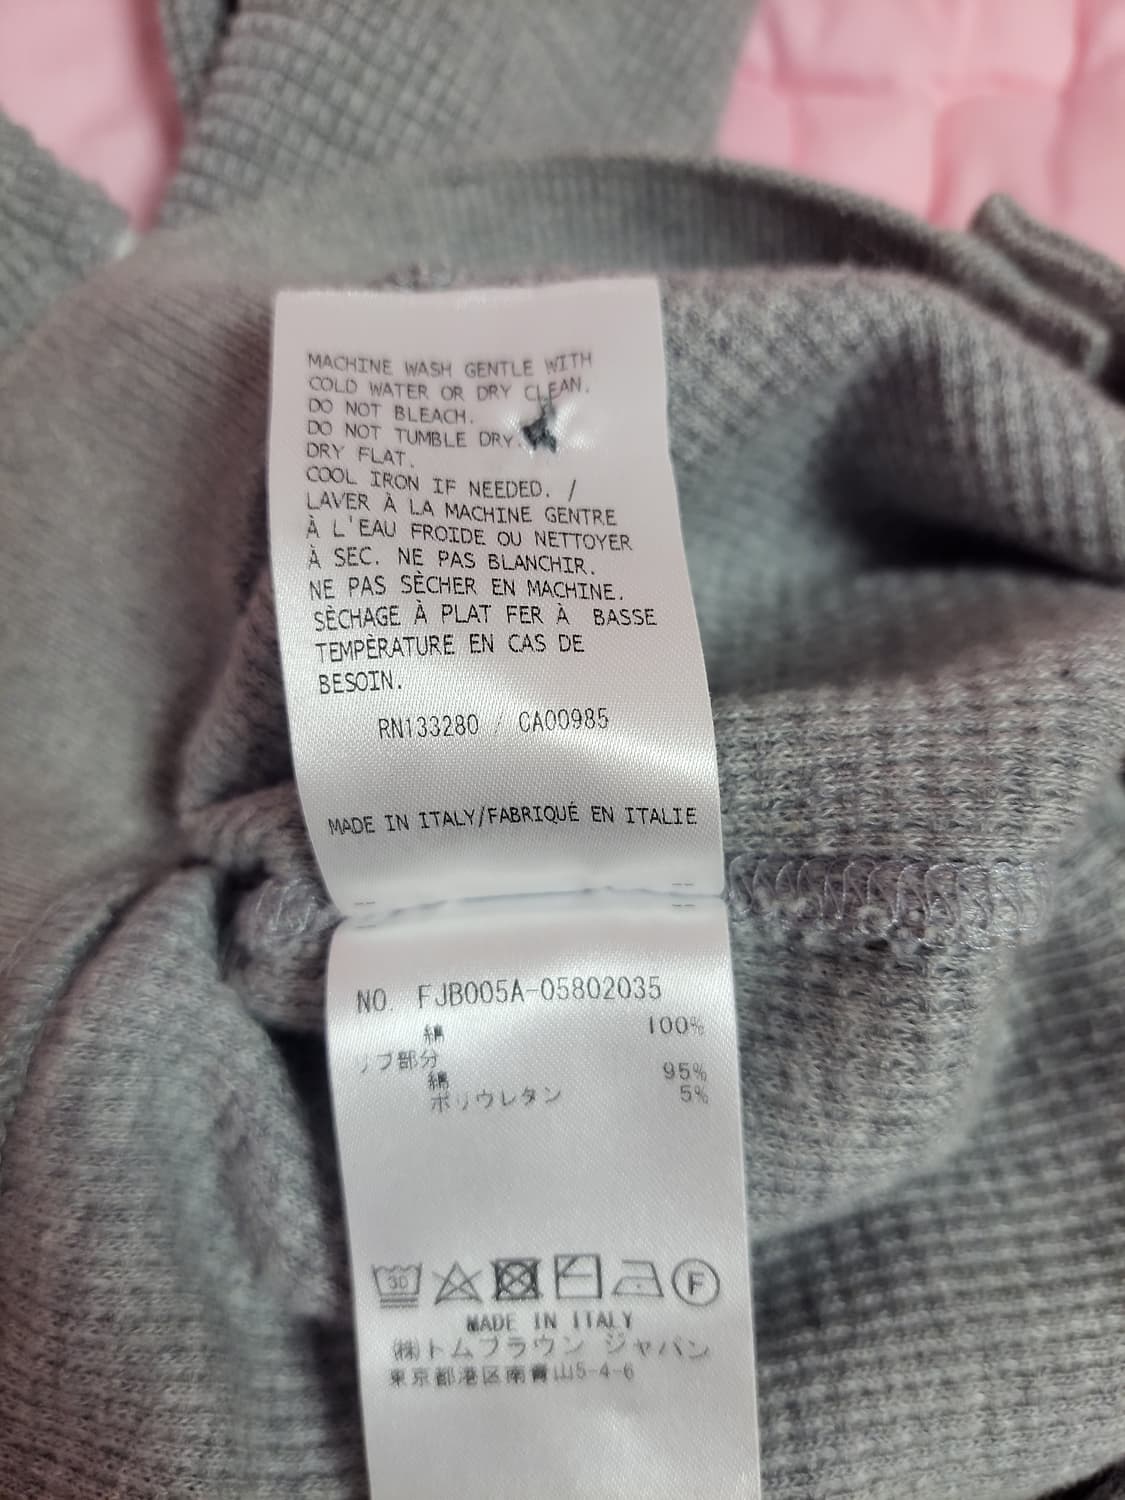 MACHINE WASH GENTLE WITH
COLD WATER OR DRY CLEAN.
DO NOT BLEACH.
DO NOT TUMBLE DRY.
DRY FLAT.
COOL IRON IF NEEDED. /
LAVER À LA MACHINE GENTRE
À L'EAU FROIDE OU NETTOYER
À SEC. NE PAS BLANCHIR.
NE PAS SÈCHER EN MACHINE.
SÈCHAGE À PLAT FER À BASSE
TEMPÈRATURE EN CAS DE
BESOIN.
RN133280 / CA00985
MADE IN ITALY/FABRIQUÉ EN ITALIE
NO. FJB005A-05802035
綿 100%
リブ部分
綿 95%
ポリウレタン 5%
30 F
MADE IN ITALY
㈱トムブラウン ジャパン
東京都港区南青山5-4-6